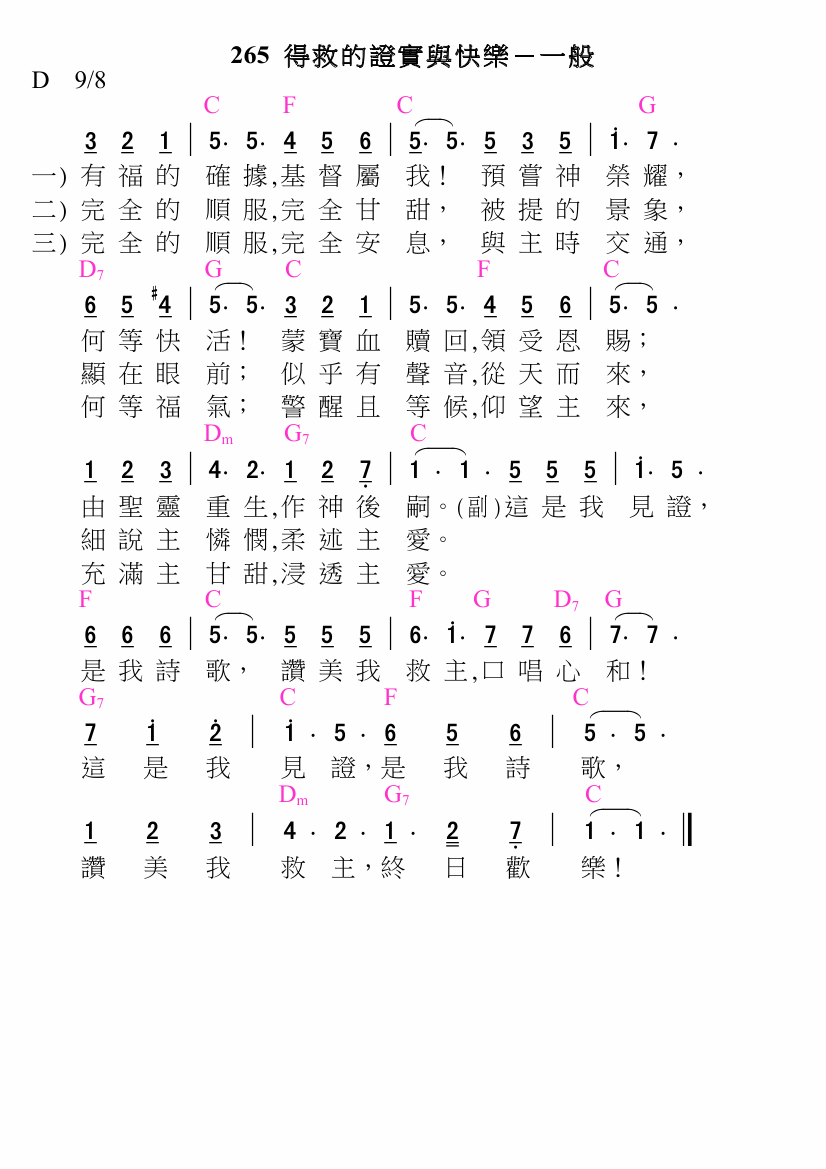 265 得救的證實與快樂－一般
D 9/8
C F C G
3 2 1 | 5. 5. 4 5 6 | 5. 5. 5 3 5 | 1̇. 7 .
一) 有福的 確據,基督屬 我! 預嘗神 榮耀，
二) 完全的 順服,完全甘 甜， 被提的 景象，
三) 完全的 順服,完全安 息， 與主時 交通，
D7 G C F C
6 5 #4 | 5. 5. 3 2 1 | 5. 5. 4 5 6 | 5. 5 .
何等快 活! 蒙寶血 贖回,領受恩 賜；
顯在眼 前； 似乎有 聲音,從天而 來，
何等福 氣； 警醒且 等候,仰望主 來，
Dm G7 C
1 2 3 | 4. 2. 1 2 7̣ | 1 . 1 . 5 5 5 | 1̇. 5 .
由聖靈 重生,作神後 嗣。(副)這是我 見證，
細說主 憐憫,柔述主 愛。
充滿主 甘甜,浸透主 愛。
F C F G D7 G
6 6 6 | 5. 5. 5 5 5 | 6. 1̇. 7 7 6 | 7. 7 .
是我詩 歌， 讚美我 救主,口唱心 和!
G7 C F C
7 1̇ 2̇ | 1̇ . 5 . 6 5 6 | 5 . 5 .
這是我 見證，是我詩 歌，
Dm G7 C
1 2 3 | 4 . 2 . 1 . 2 7̣ | 1 . 1 . ‖
讚美我 救主，終日歡 樂!